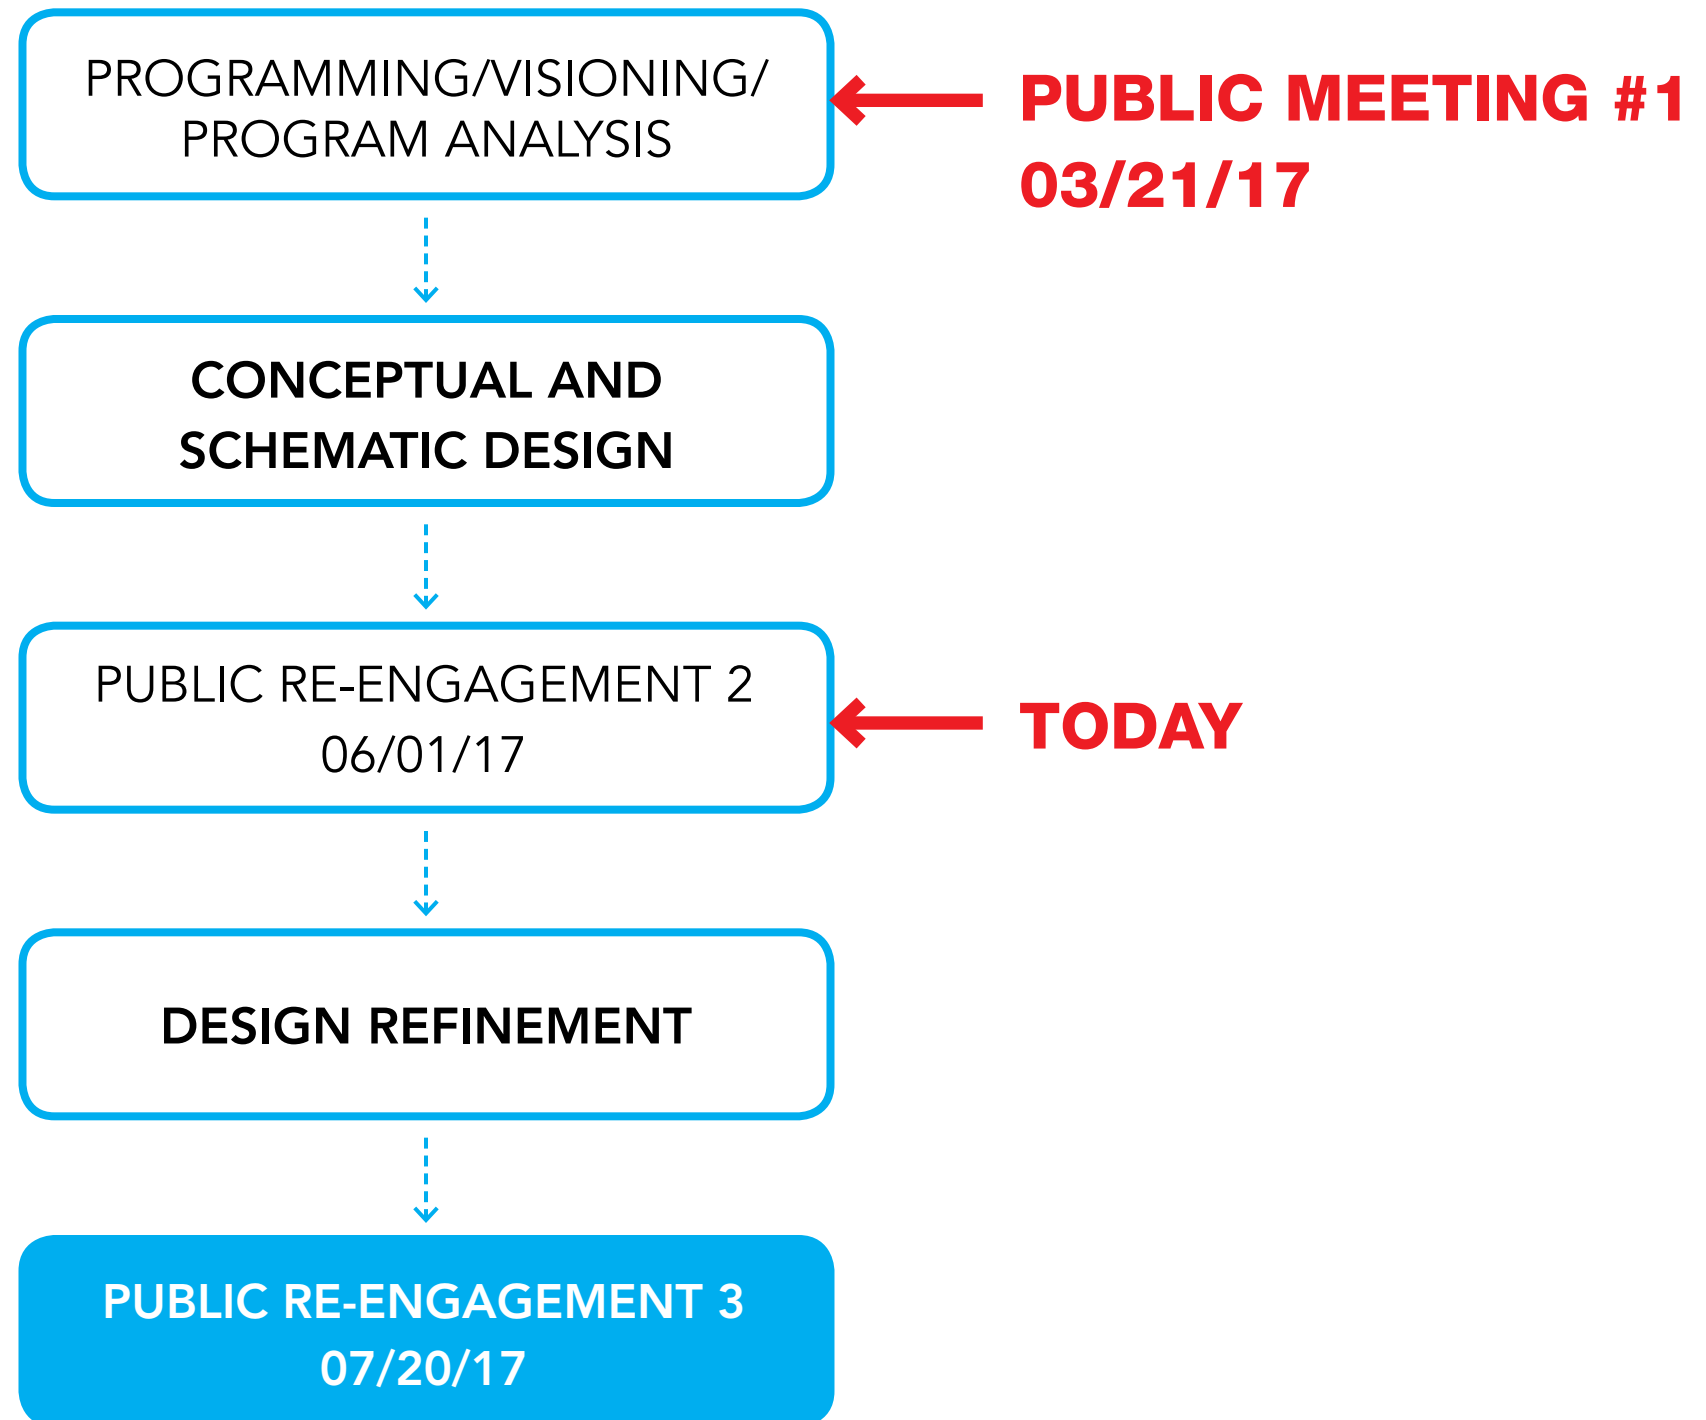 PROGRAMMING/VISIONING/
PROGRAM ANALYSIS
PUBLIC MEETING #1
03/21/17
CONCEPTUAL AND
SCHEMATIC DESIGN
PUBLIC RE-ENGAGEMENT 2
06/01/17
TODAY
DESIGN REFINEMENT
PUBLIC RE-ENGAGEMENT 3
07/20/17